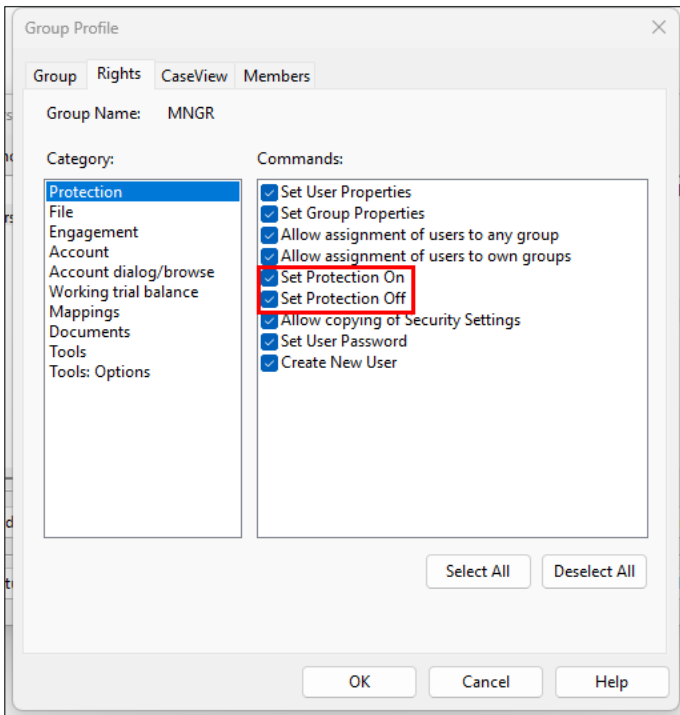 Group Profile
Group Rights CaseView Members
Group Name: MNGR
Category:
Protection
File
Engagement
Account
Account dialog/browse
Working trial balance
Mappings
Documents
Tools
Tools: Options
Commands:
Set User Properties
Set Group Properties
Allow assignment of users to any group
Allow assignment of users to own groups
Set Protection On
Set Protection Off
Allow copying of Security Settings
Set User Password
Create New User
Select All Deselect All
OK Cancel Help